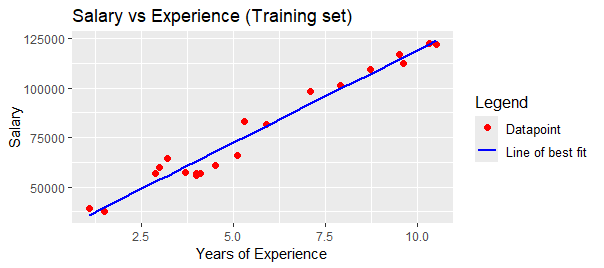 Salary vs Experience (Training set)
125000
100000
75000
50000
Salary
2.5 5.0 7.5 10.0
Years of Experience
Legend
Datapoint
Line of best fit